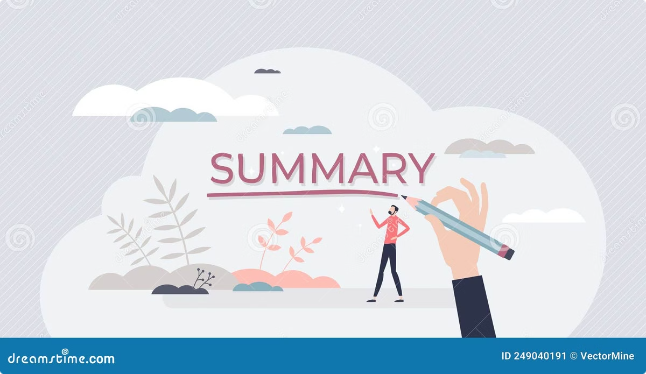 SUMMARY
dreamstime.com
ID 249040191 © VectorMine